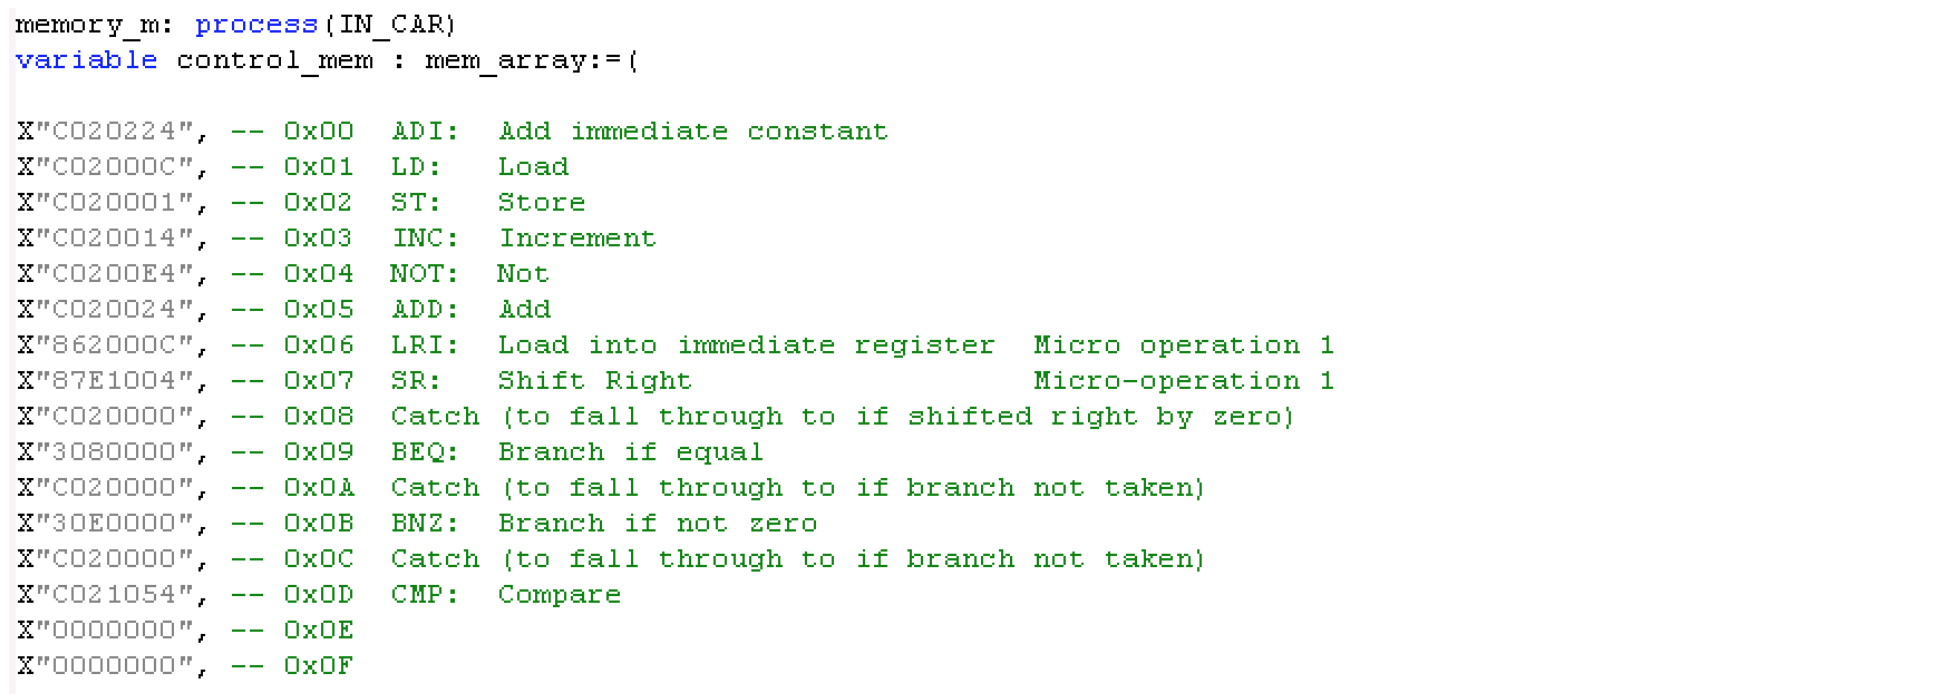 memory_m: process(IN_CAR)
variable control_mem : mem_array:=(
X"C020224", -- 0x00 ADI: Add immediate constant
X"C02000C", -- 0x01 LD: Load
X"C020001", -- 0x02 ST: Store
X"C020014", -- 0x03 INC: Increment
X"C0200E4", -- 0x04 NOT: Not
X"C020024", -- 0x05 ADD: Add
X"862000C", -- 0x06 LRI: Load into immediate register Micro operation 1
X"87E1004", -- 0x07 SR: Shift Right Micro-operation 1
X"C020000", -- 0x08 Catch (to fall through to if shifted right by zero)
X"3080000", -- 0x09 BEQ: Branch if equal
X"C020000", -- 0x0A Catch (to fall through to if branch not taken)
X"30E0000", -- 0x0B BNZ: Branch if not zero
X"C020000", -- 0x0C Catch (to fall through to if branch not taken)
X"C021054", -- 0x0D CMP: Compare
X"0000000", -- 0x0E
X"0000000", -- 0x0F